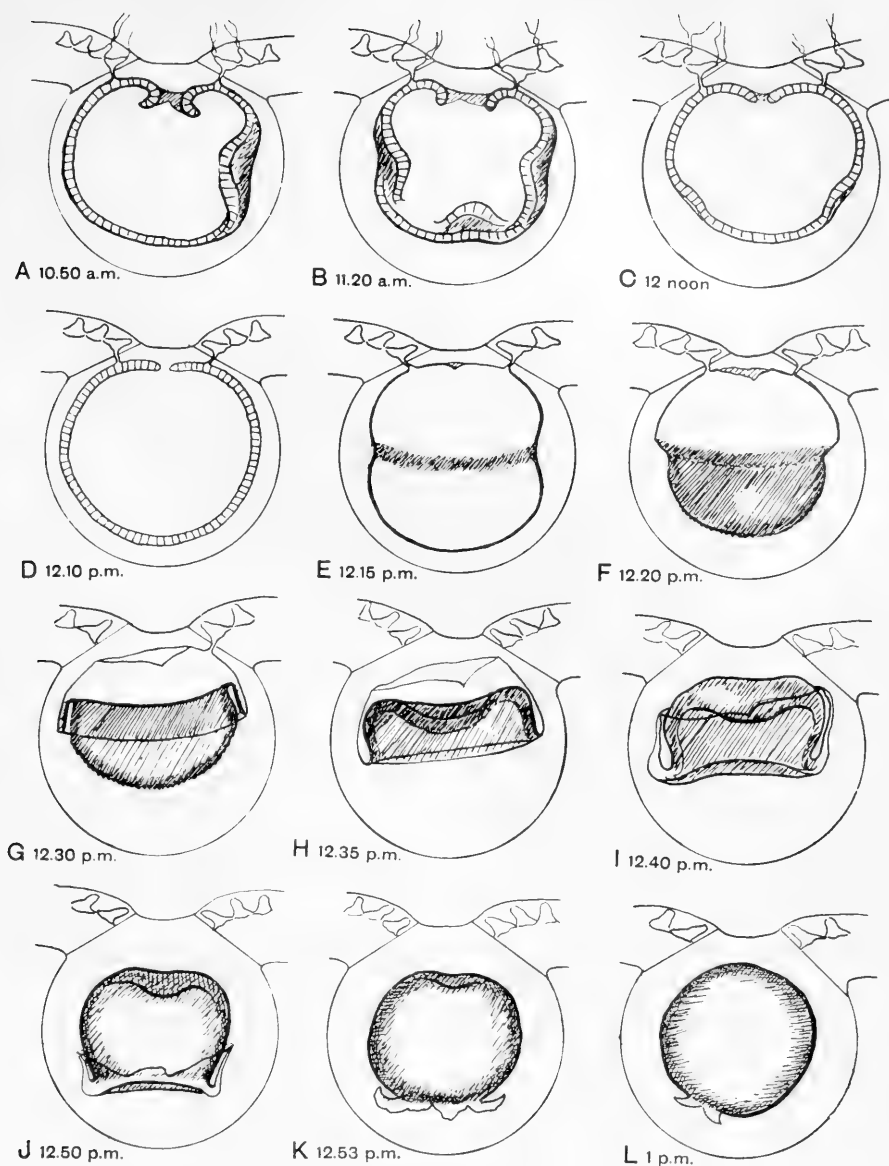 A 10.50 a.m.
B 11.20 a.m.
C 12 noon
D 12.10 p.m.
E 12.15 p.m.
F 12.20 p.m.
G 12.30 p.m.
H 12.35 p.m.
I 12.40 p.m.
J 12.50 p.m.
K 12.53 p.m.
L 1 p.m.